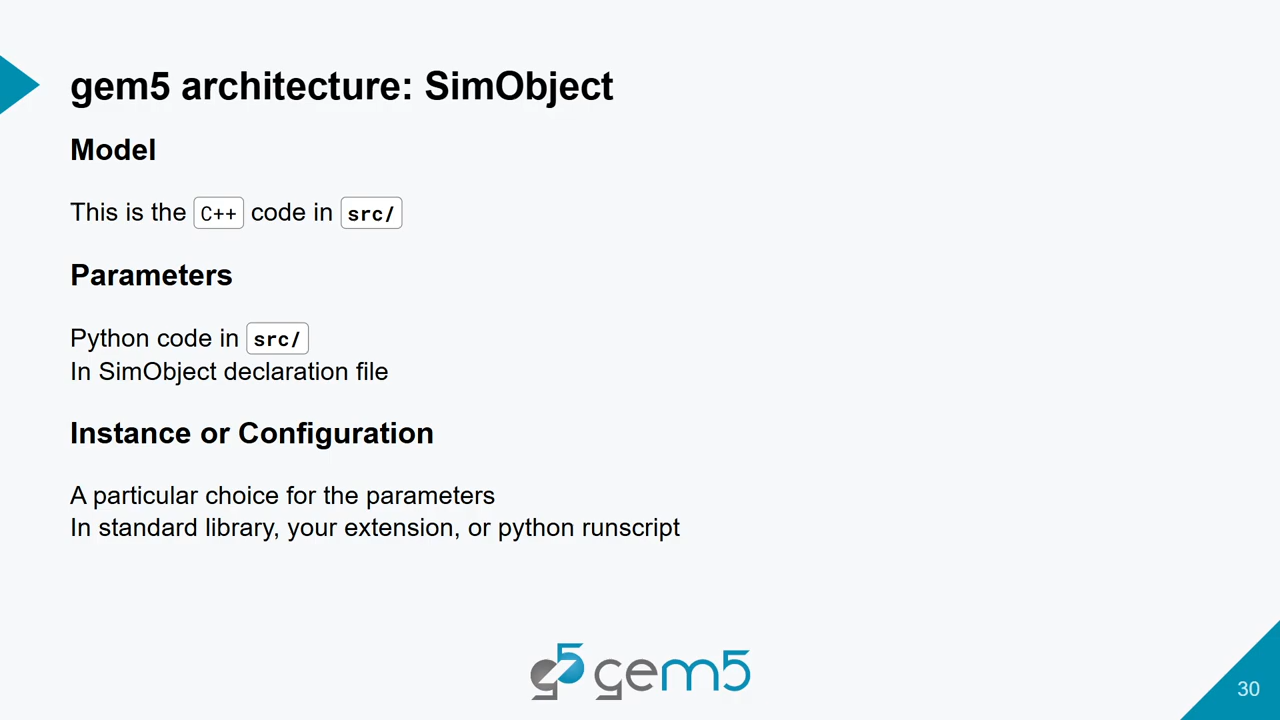 gem5 architecture: SimObject
Model
This is the C++ code in src/
Parameters
Python code in src/
In SimObject declaration file
Instance or Configuration
A particular choice for the parameters
In standard library, your extension, or python runscript
g5 gem5
30